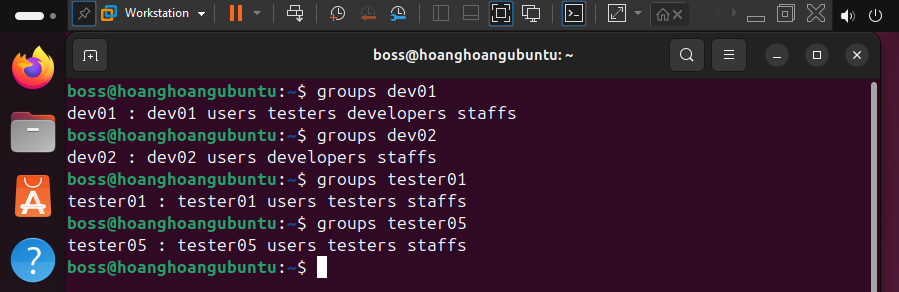 Workstation
boss@hoanghoangubuntu: ~
boss@hoanghoangubuntu:~$ groups dev01
dev01 : dev01 users testers developers staffs
boss@hoanghoangubuntu:~$ groups dev02
dev02 : dev02 users developers staffs
boss@hoanghoangubuntu:~$ groups tester01
tester01 : tester01 users testers staffs
boss@hoanghoangubuntu:~$ groups tester05
tester05 : tester05 users testers staffs
boss@hoanghoangubuntu:~$